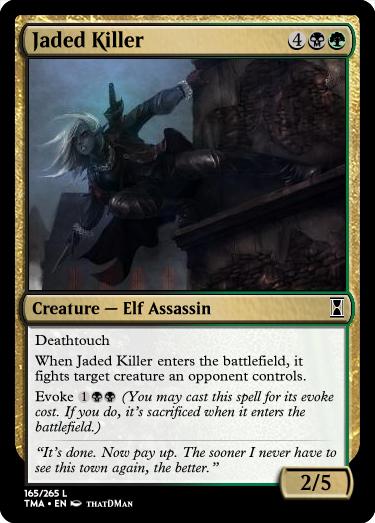 Jaded Killer 4
Creature — Elf Assassin
Deathtouch
When Jaded Killer enters the battlefield, it
fights target creature an opponent controls.
Evoke 1 (You may cast this spell for its evoke
cost. If you do, it's sacrificed when it enters the
battlefield.)
"It's done. Now pay up. The sooner I never have to
see this town again, the better."
2/5
165/265 L
TMA • EN THATDMAN